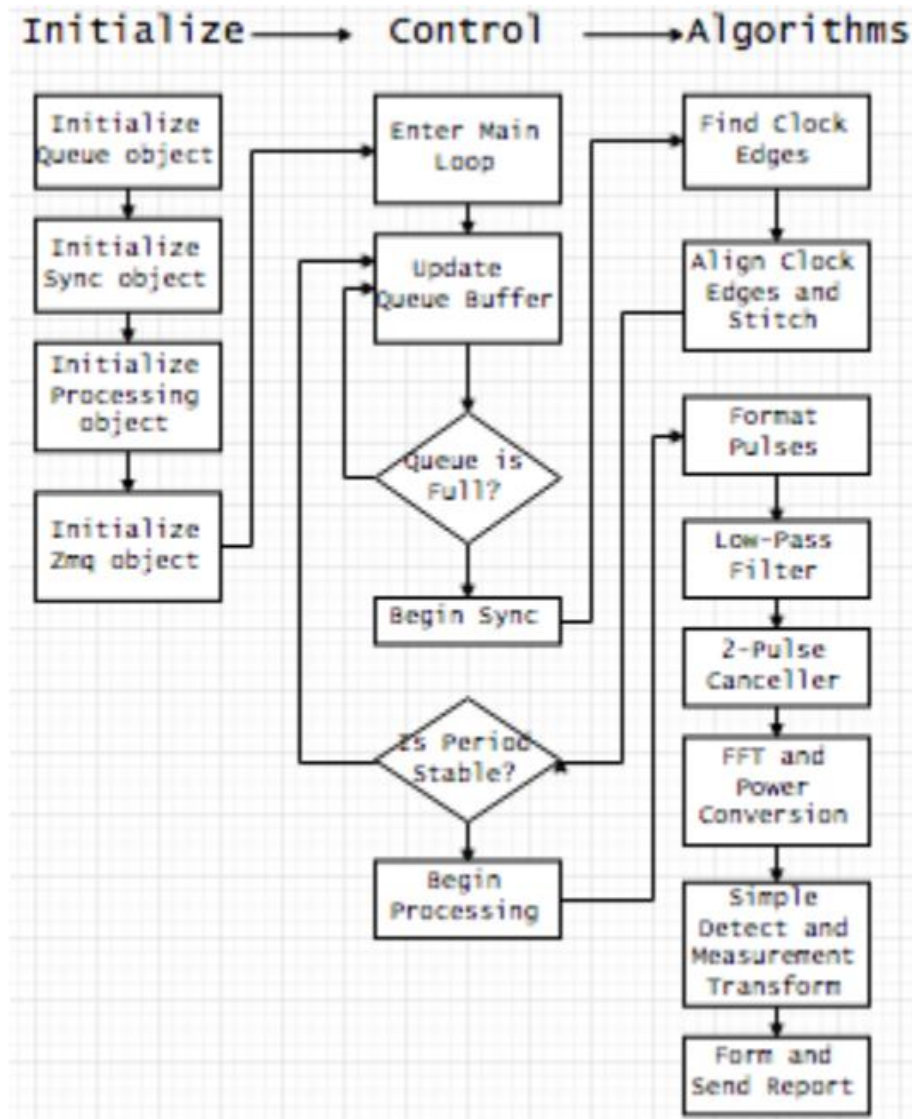 Initialize Control Algorithms
Initialize
Queue object
Initialize
Sync object
Initialize
Processing
object
Initialize
Zmq object
Enter Main
Loop
Update
Queue Buffer
Queue is
Full?
Begin Sync
Is Period
Stable?
Begin
Processing
Find Clock
Edges
Align Clock
Edges and
Stitch
Format
Pulses
Low-Pass
Filter
2-Pulse
Canceller
FFT and
Power
Conversion
Simple
Detect and
Measurement
Transform
Form and
Send Report